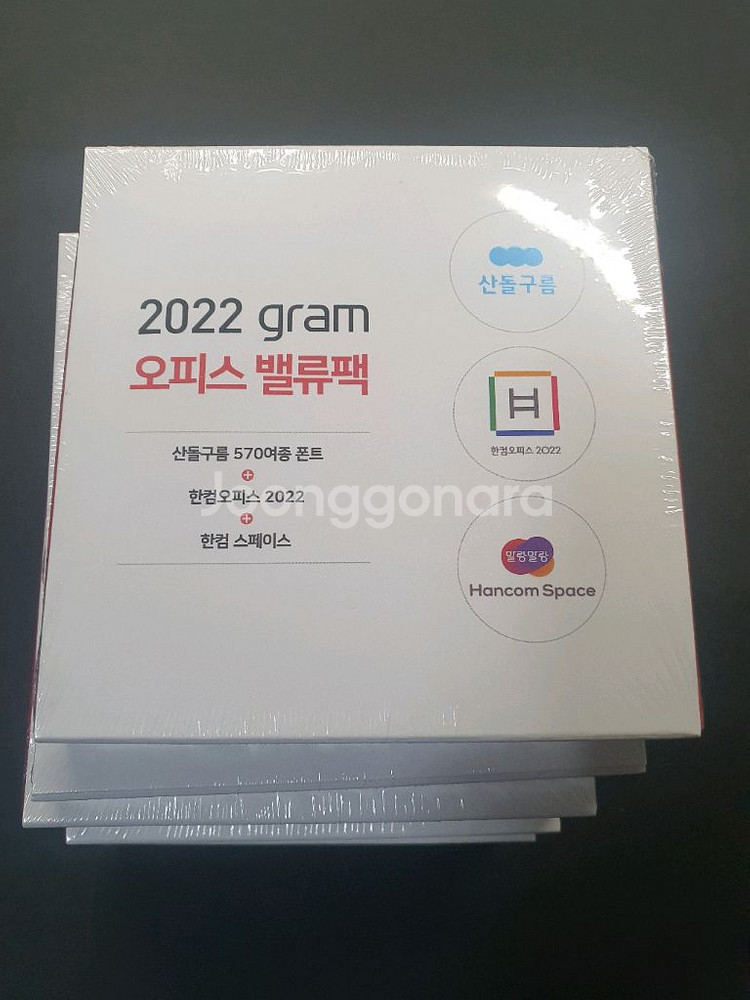 2022 gram
오피스 밸류팩
산돌구름 570여종 폰트
+
한컴오피스 2022
+
한컴 스페이스
산돌구름
한컴오피스 2022
말랑말랑
Hancom Space
Joonggonara